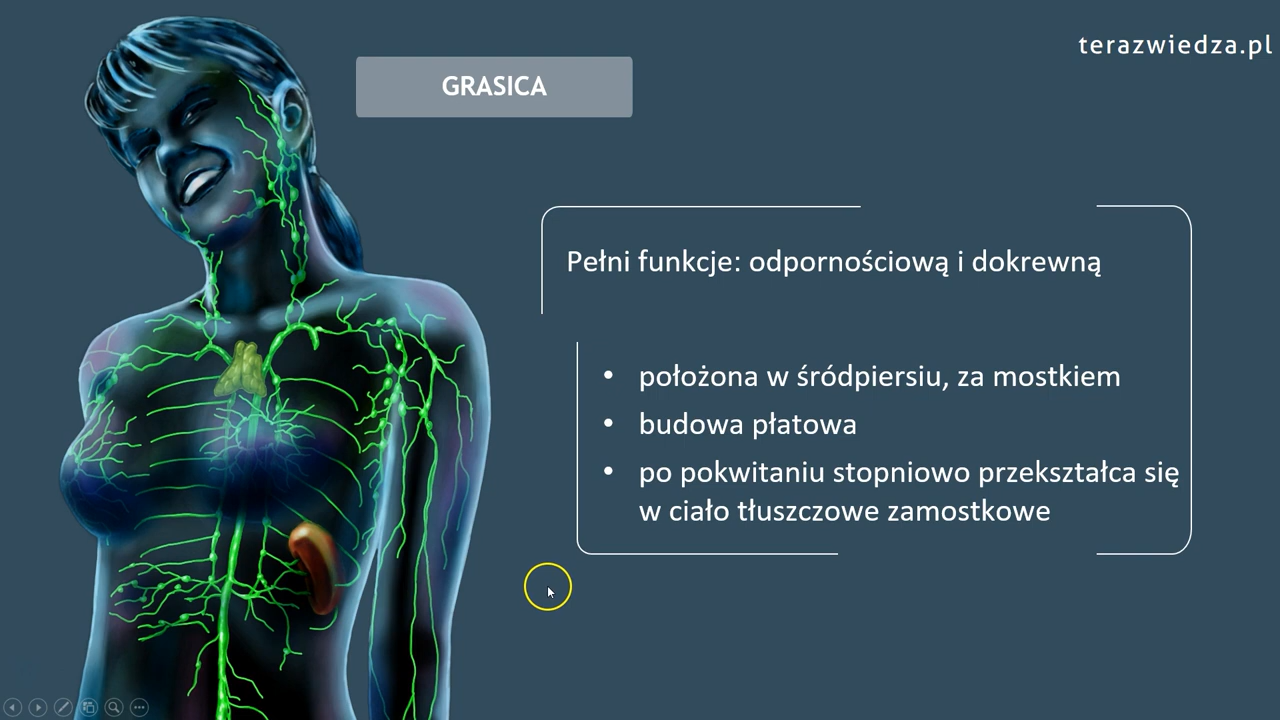 terazwiedza.pl
GRASICA
Pełni funkcje: odpornościową i dokrewną
• położona w śródpiersiu, za mostkiem
• budowa płatowa
• po pokwitaniu stopniowo przekształca się
w ciało tłuszczowe zamostkowe